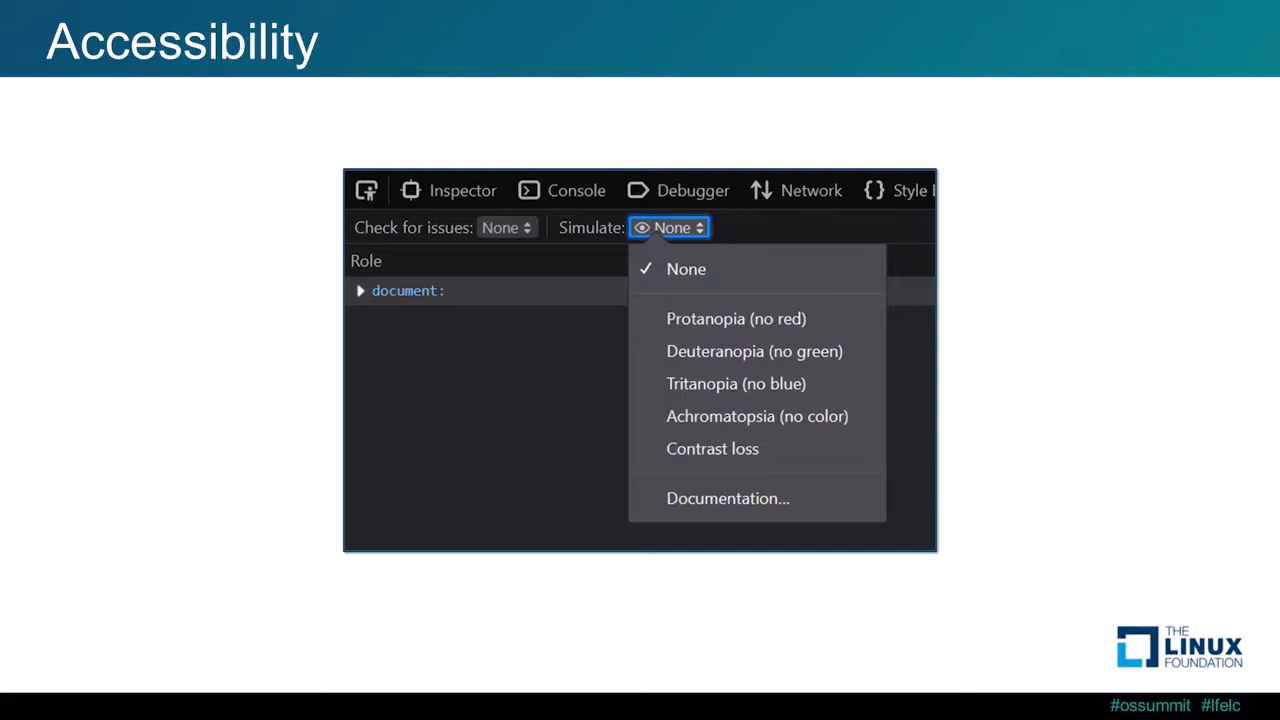 Accessibility
Inspector Console Debugger Network Style
Check for issues: None Simulate: None
Role
None
document:
Protanopia (no red)
Deuteranopia (no green)
Tritanopia (no blue)
Achromatopsia (no color)
Contrast loss
Documentation...
THE
LINUX
FOUNDATION
#ossummit #lfelc